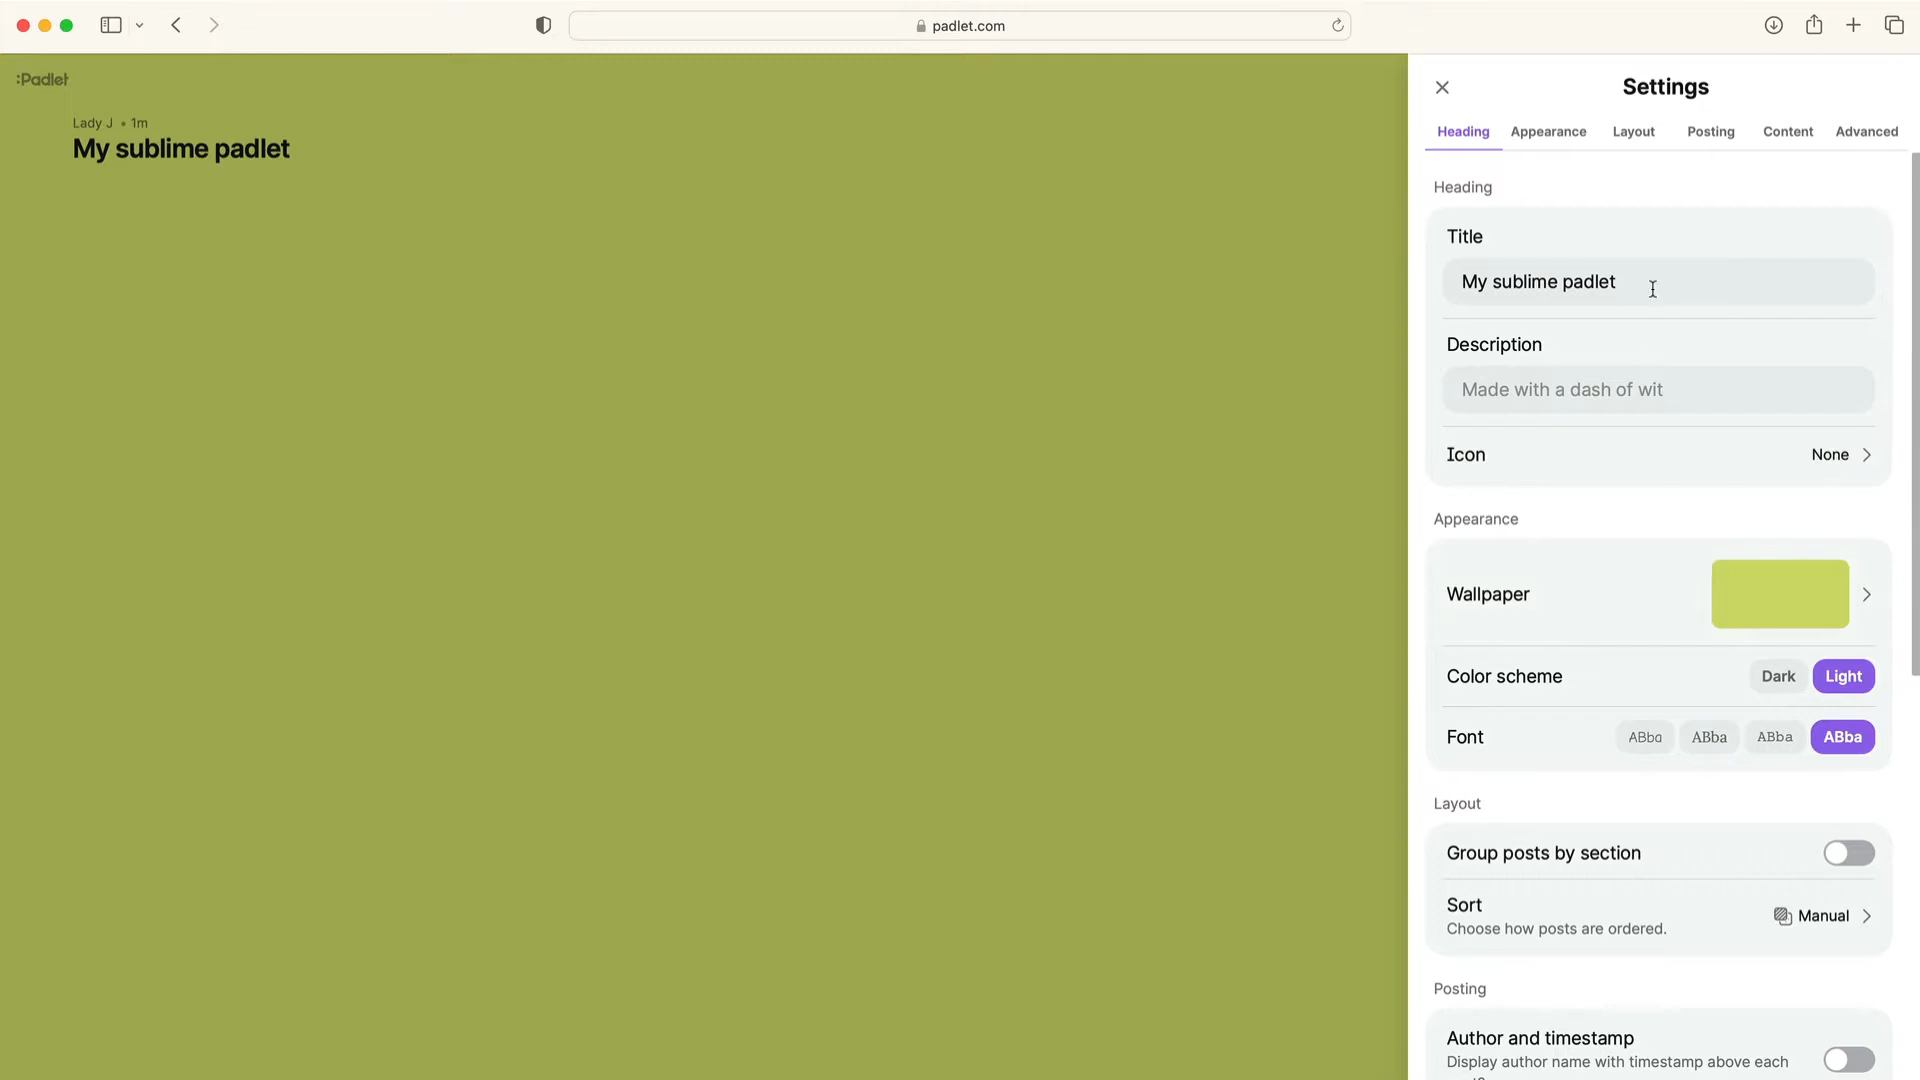 padlet.com
:Padlet
Lady J • 1m
My sublime padlet
Settings
Heading Appearance Layout Posting Content Advanced
Heading
Title
My sublime padlet
Description
Made with a dash of wit
Icon None
Appearance
Wallpaper
Color scheme Dark Light
Font ABba ABba ABba ABba
Layout
Group posts by section
Sort Manual
Choose how posts are ordered.
Posting
Author and timestamp
Display author name with timestamp above each